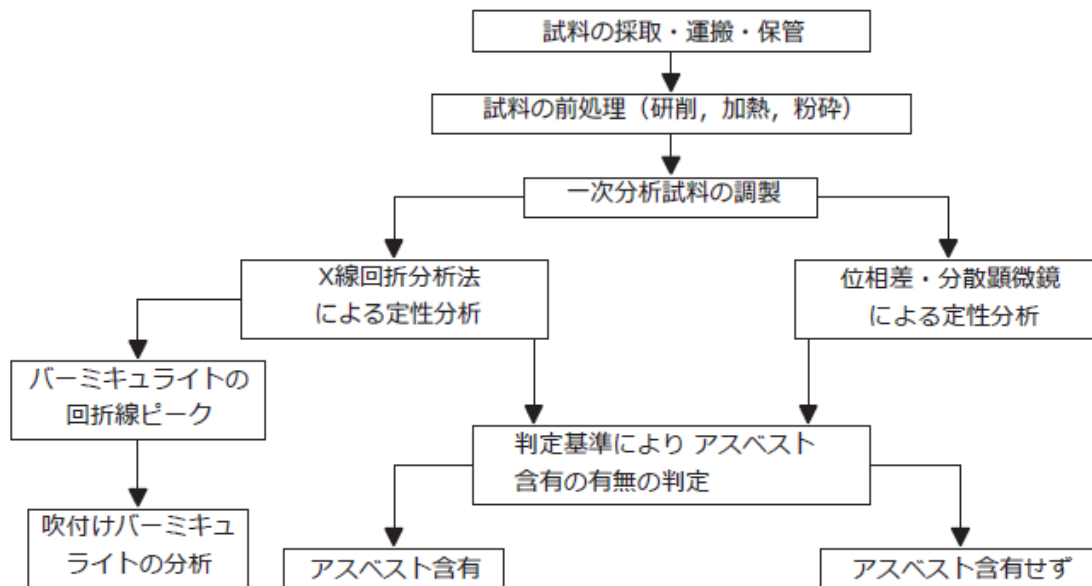 試料の採取・運搬・保管
試料の前処理（研削，加熱，粉砕）
一次分析試料の調製
X線回折分析法
による定性分析
位相差・分散顕微鏡
による定性分析
バーミキュライトの
回折線ピーク
判定基準により アスベスト
含有の有無の判定
吹付けバーミキュ
ライトの分析
アスベスト含有
アスベスト含有せず